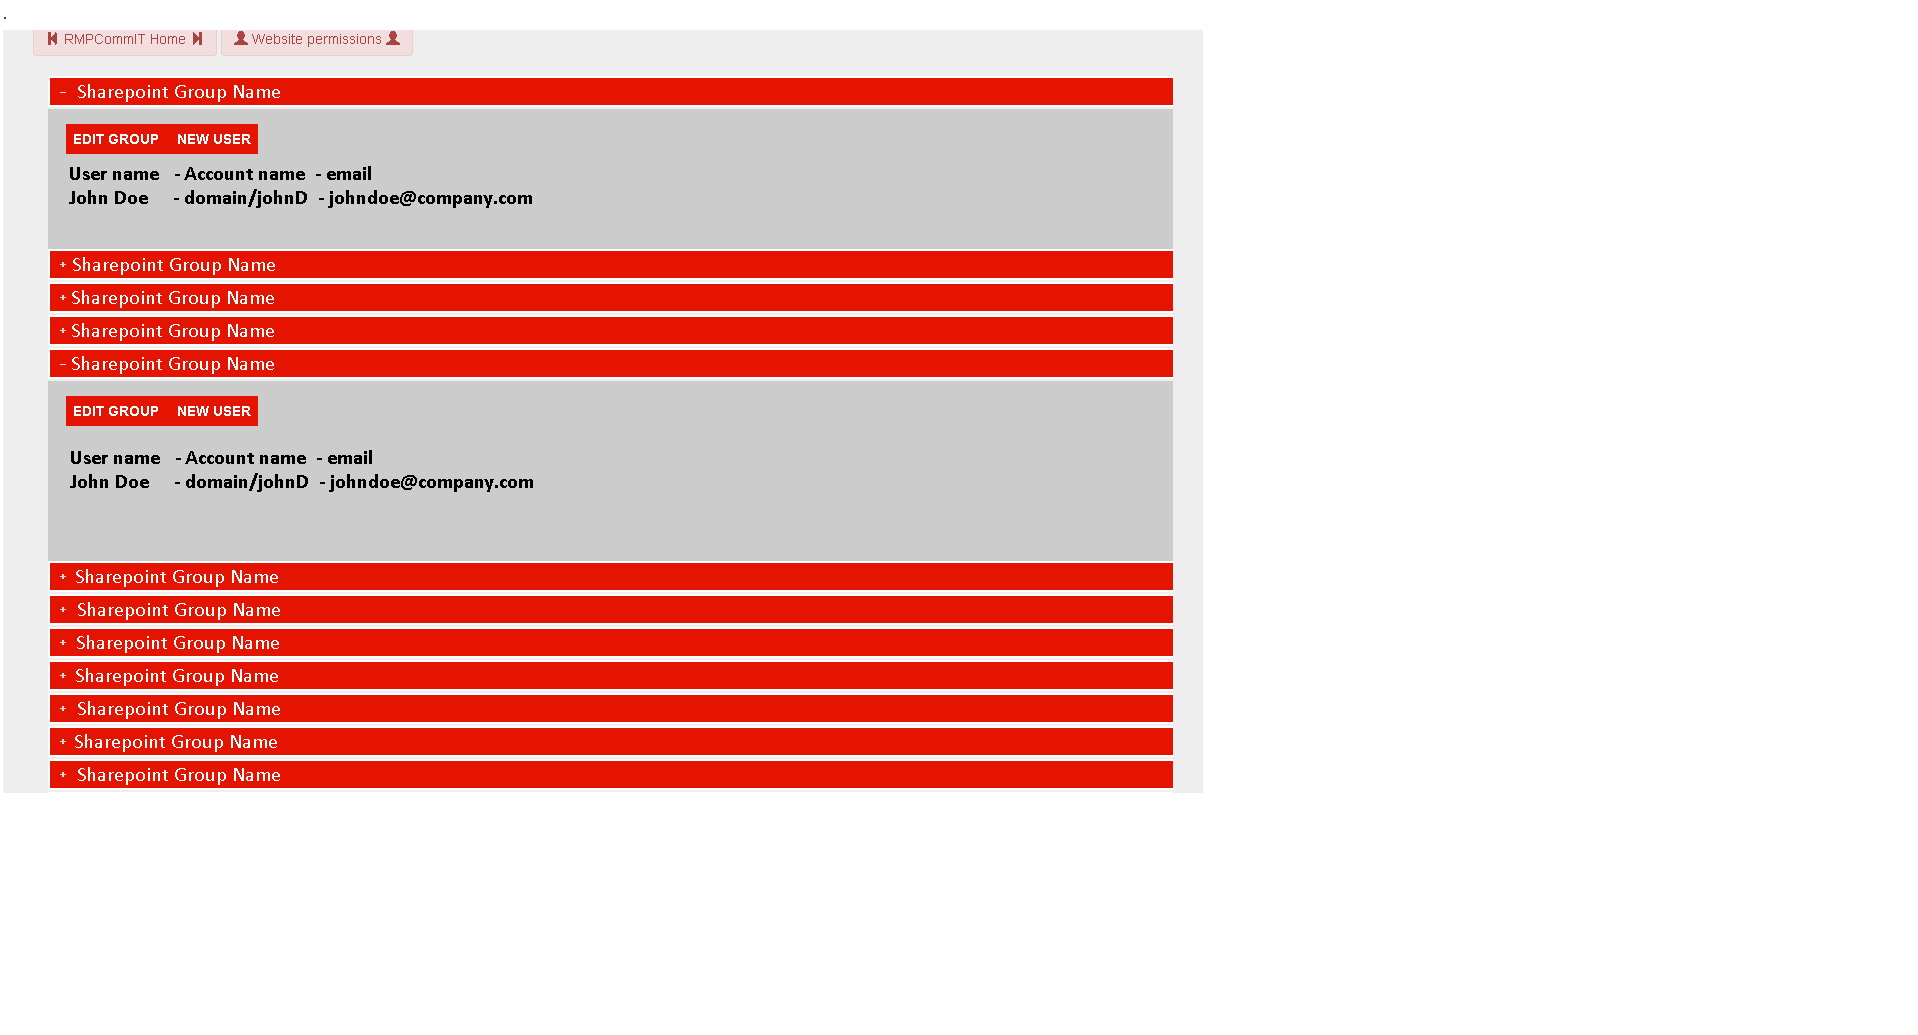 .
RMPCommIT Home Website permissions
- Sharepoint Group Name
EDIT GROUP NEW USER
User name - Account name - email
John Doe - domain/johnD - johndoe@company.com
+ Sharepoint Group Name
+ Sharepoint Group Name
+ Sharepoint Group Name
- Sharepoint Group Name
EDIT GROUP NEW USER
User name - Account name - email
John Doe - domain/johnD - johndoe@company.com
+ Sharepoint Group Name
+ Sharepoint Group Name
+ Sharepoint Group Name
+ Sharepoint Group Name
+ Sharepoint Group Name
+ Sharepoint Group Name
+ Sharepoint Group Name